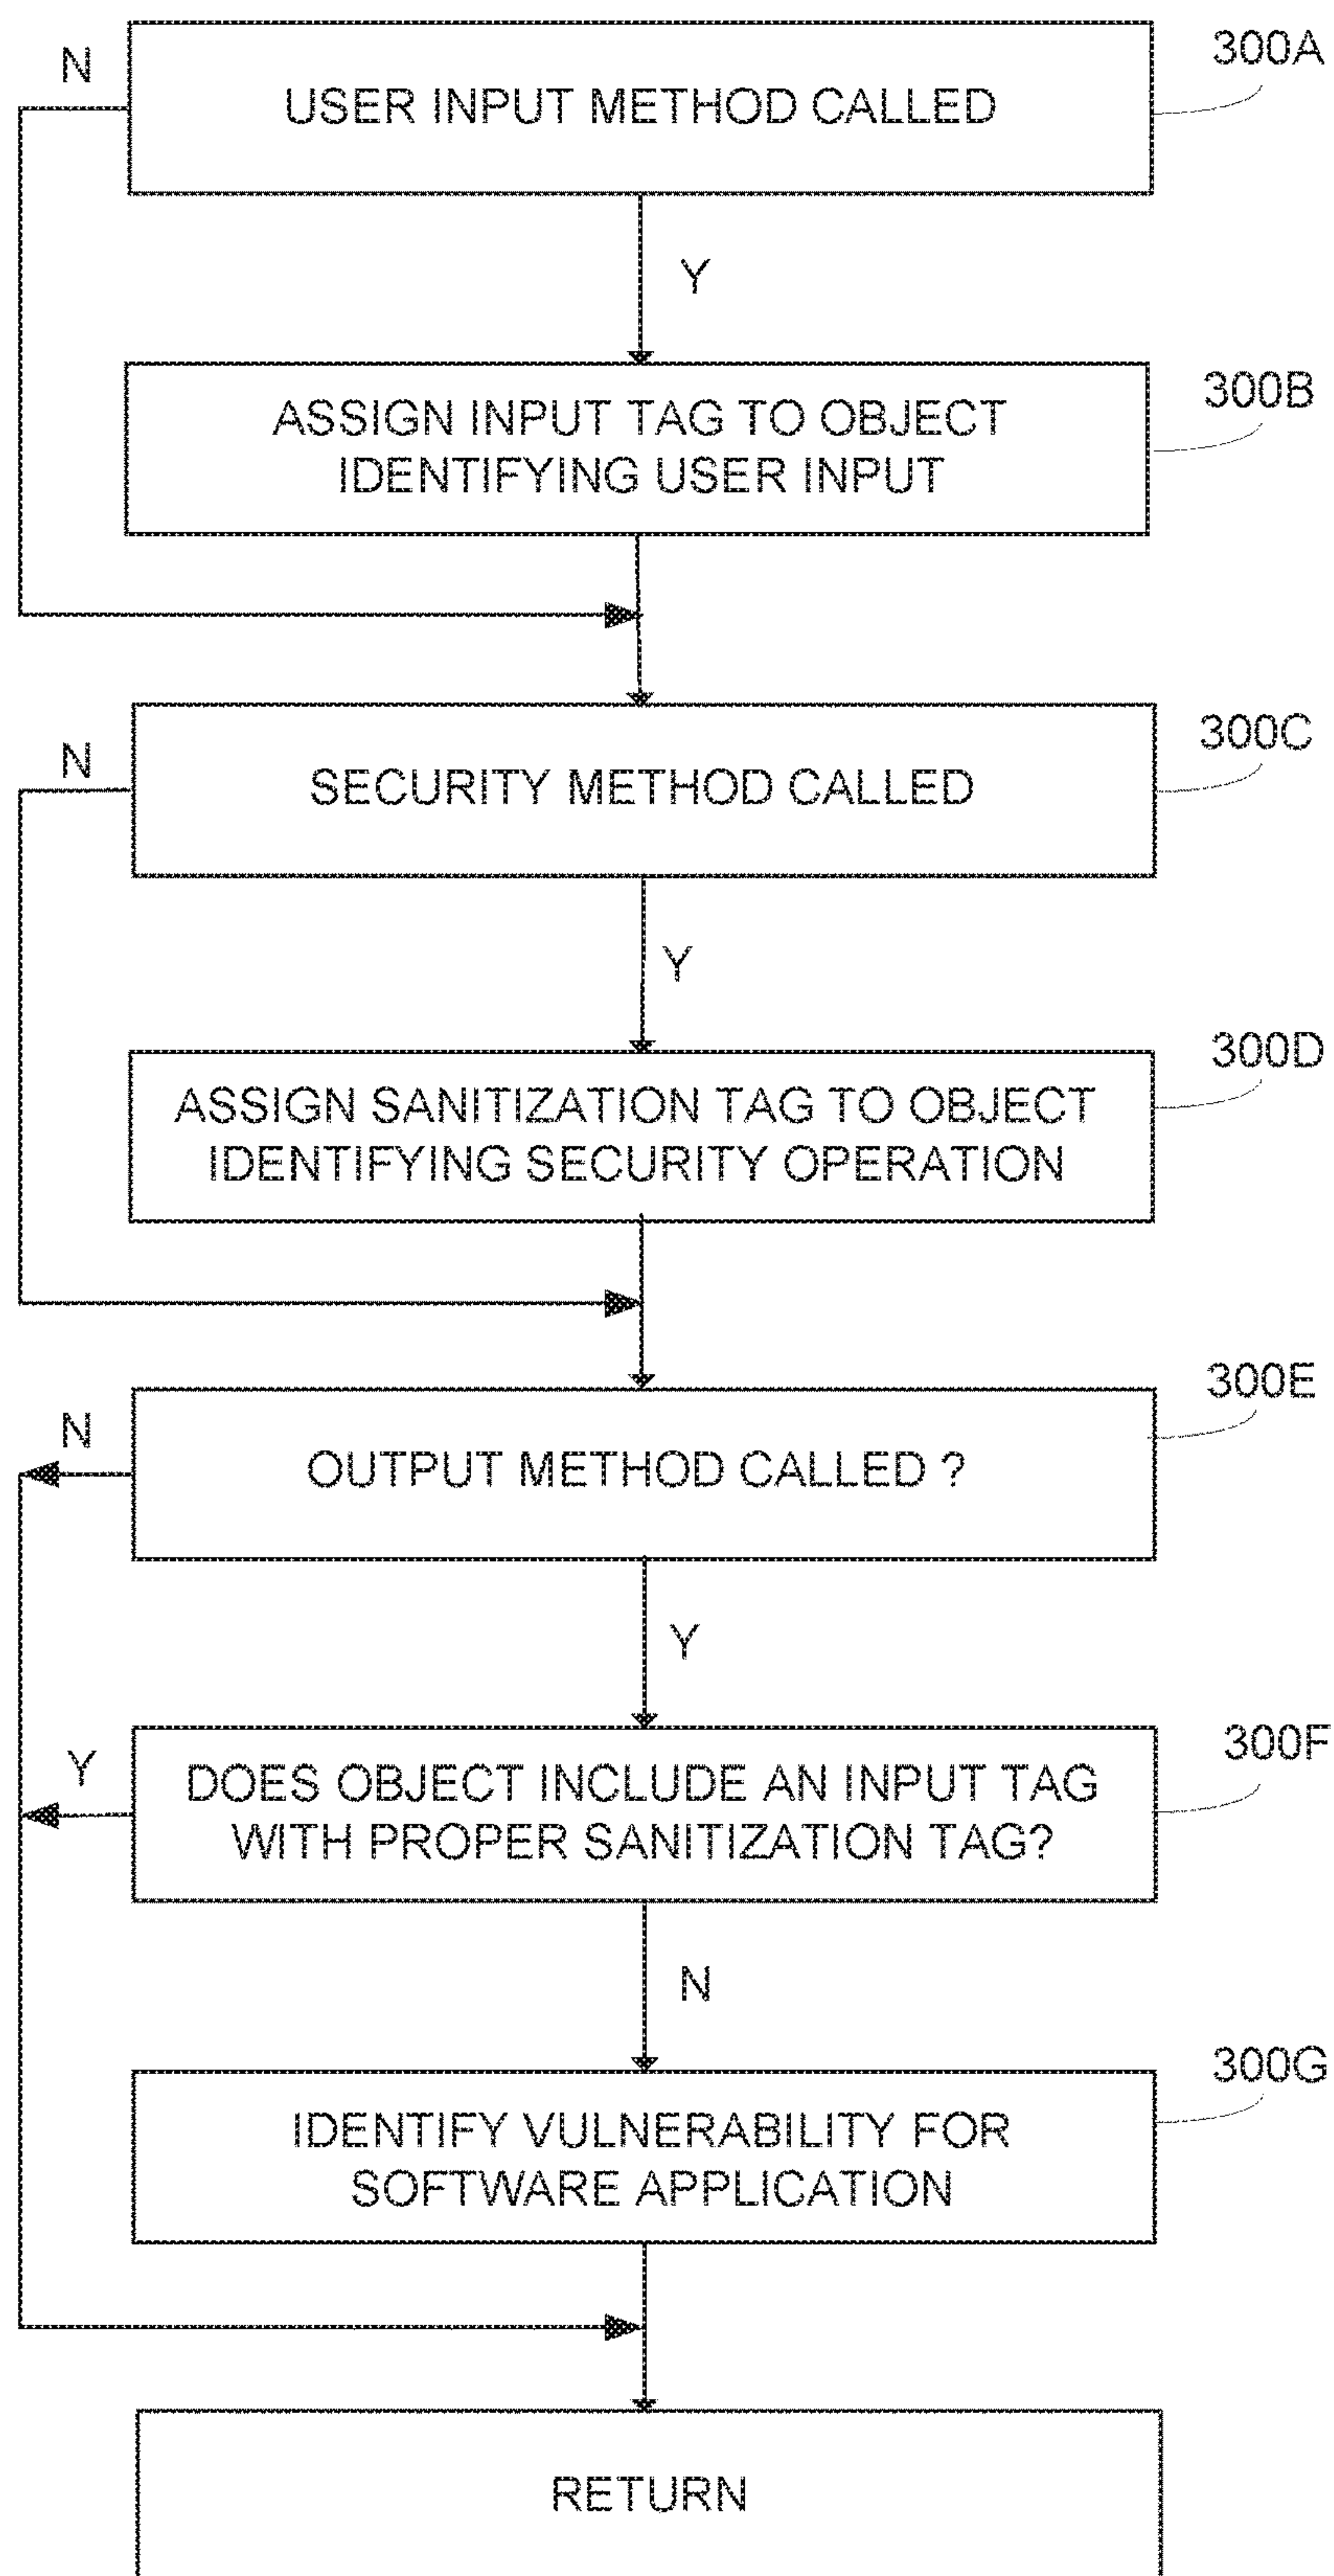 300A
N
USER INPUT METHOD CALLED
Y
300B
ASSIGN INPUT TAG TO OBJECT
IDENTIFYING USER INPUT
300C
N
SECURITY METHOD CALLED
Y
300D
ASSIGN SANITIZATION TAG TO OBJECT
IDENTIFYING SECURITY OPERATION
300E
N
OUTPUT METHOD CALLED ?
Y
300F
Y
DOES OBJECT INCLUDE AN INPUT TAG
WITH PROPER SANITIZATION TAG?
N
300G
IDENTIFY VULNERABILITY FOR
SOFTWARE APPLICATION
RETURN